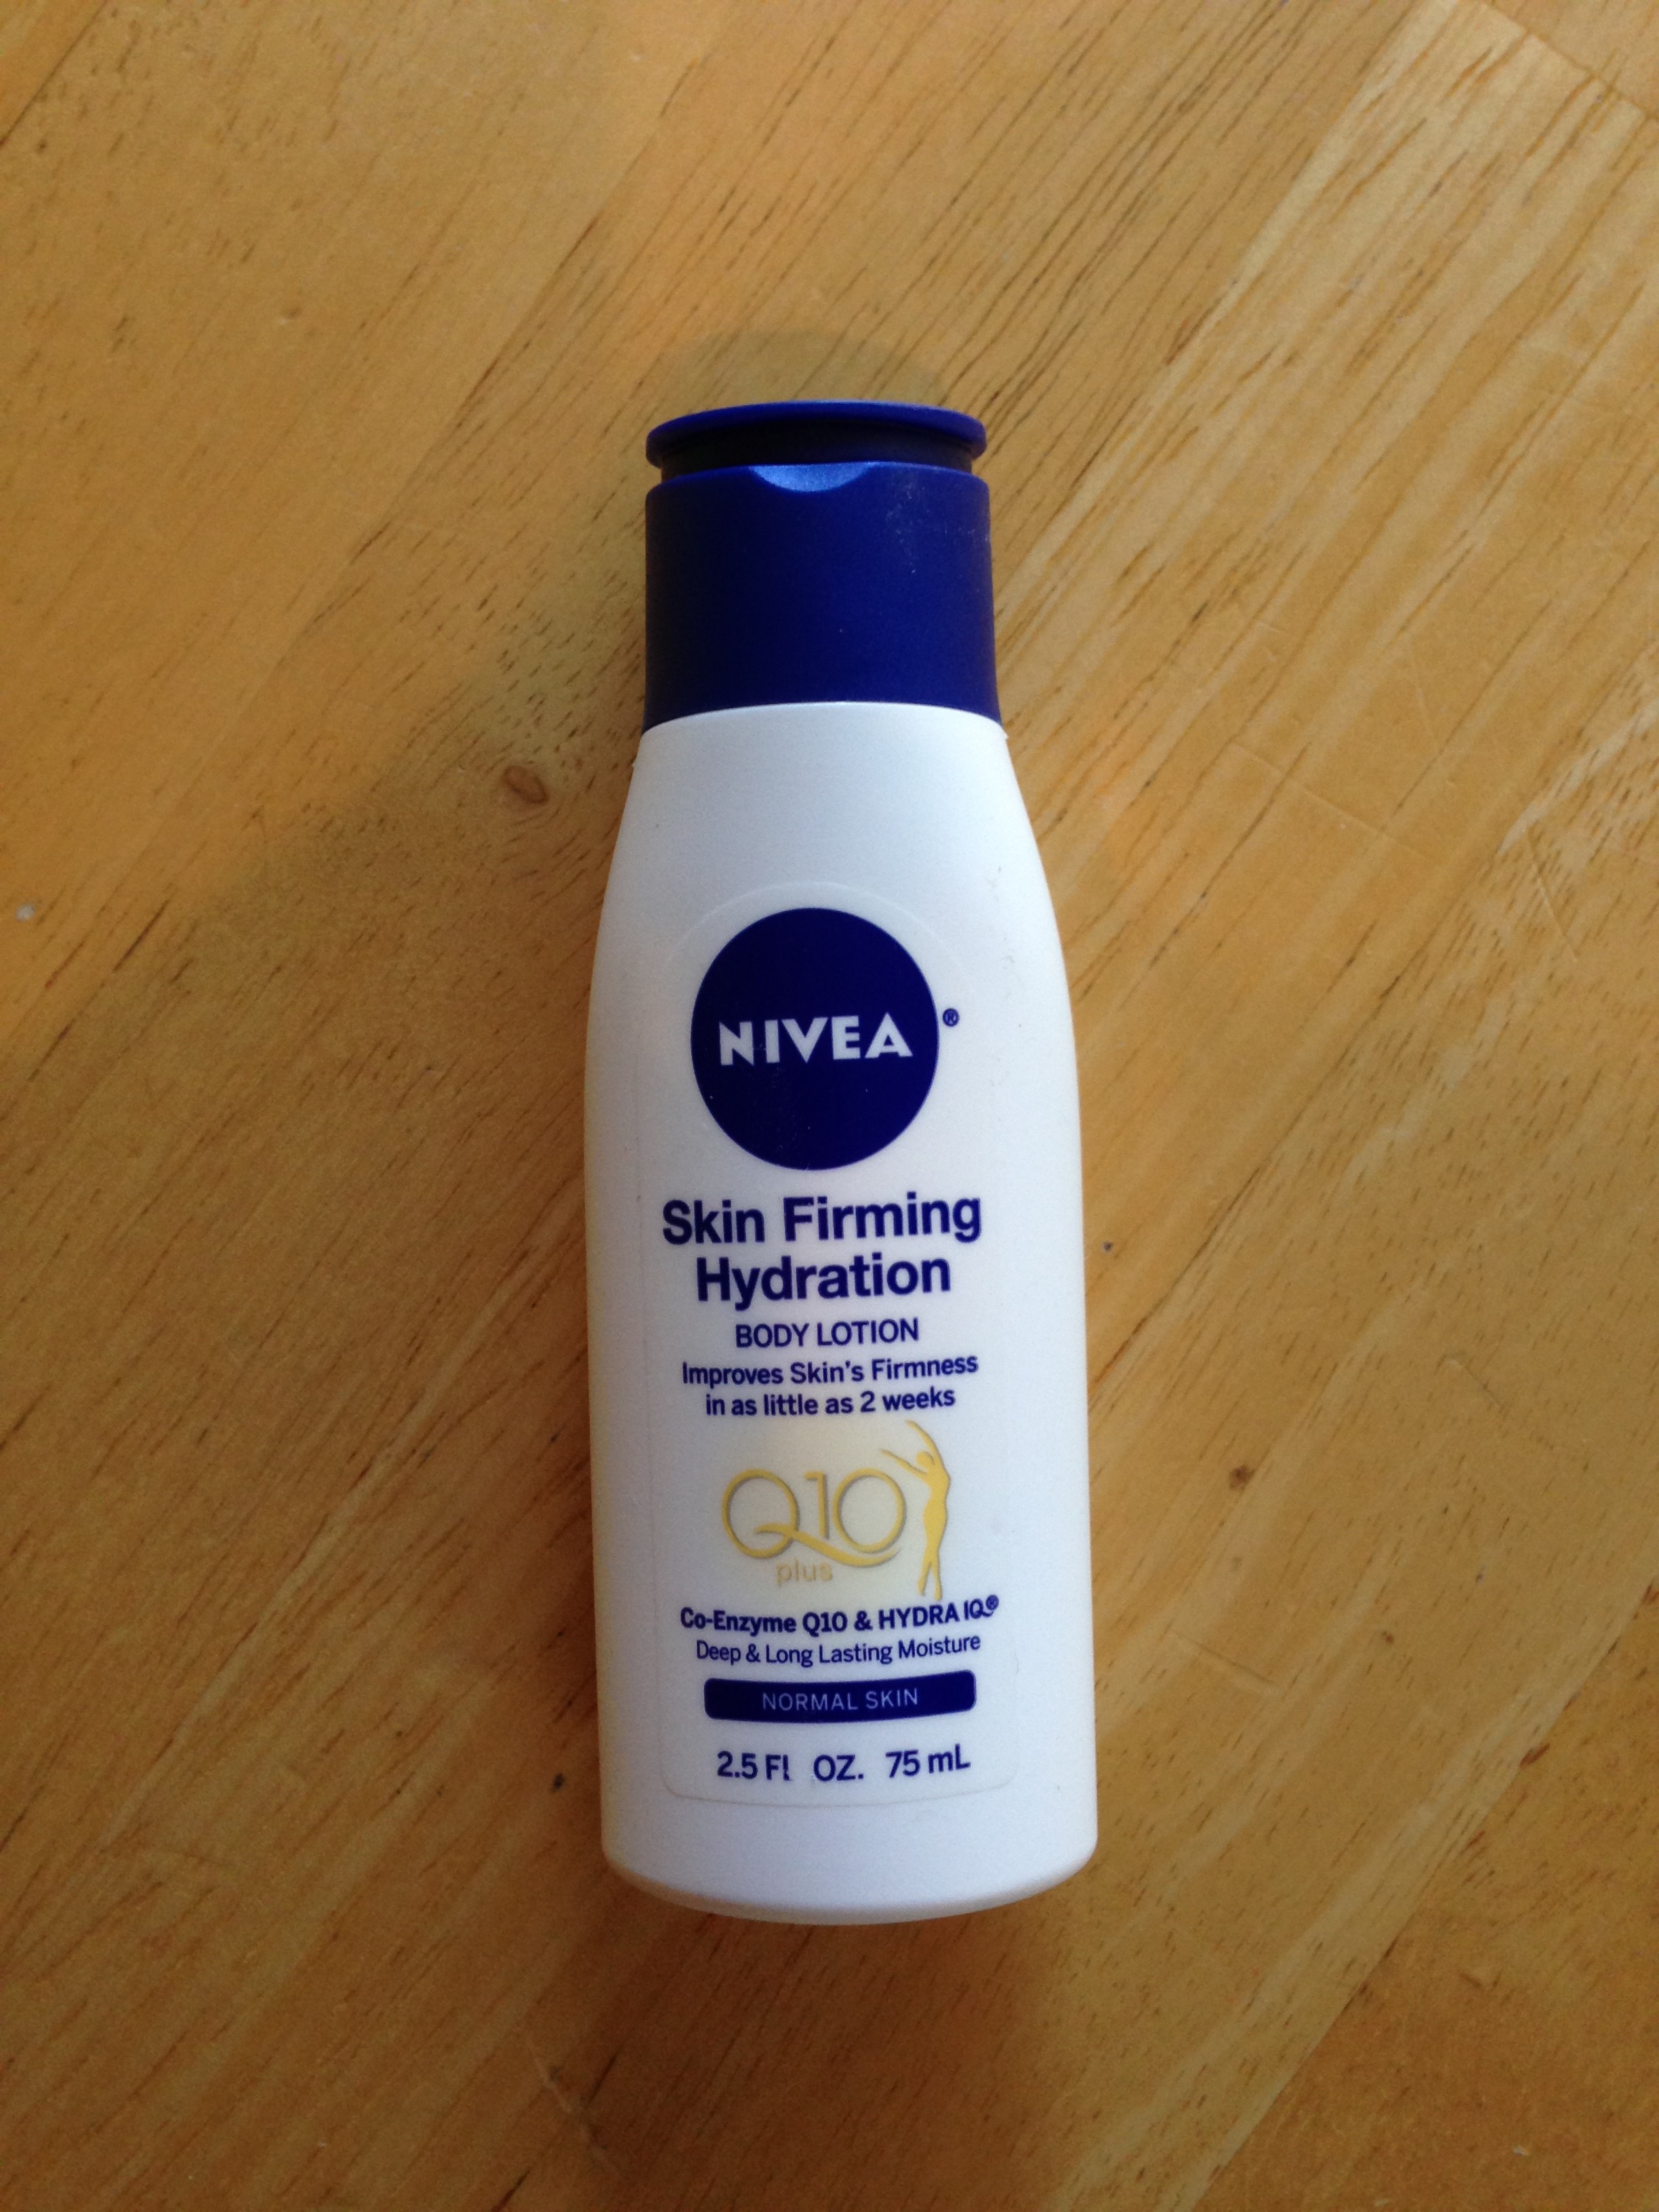 NIVEA®
Skin Firming
Hydration
BODY LOTION
Improves Skin's Firmness
in as little as 2 weeks
Q10
plus
Co-Enzyme Q10 & HYDRA IQ®
Deep & Long Lasting Moisture
NORMAL SKIN
2.5 Fl OZ. 75 mL